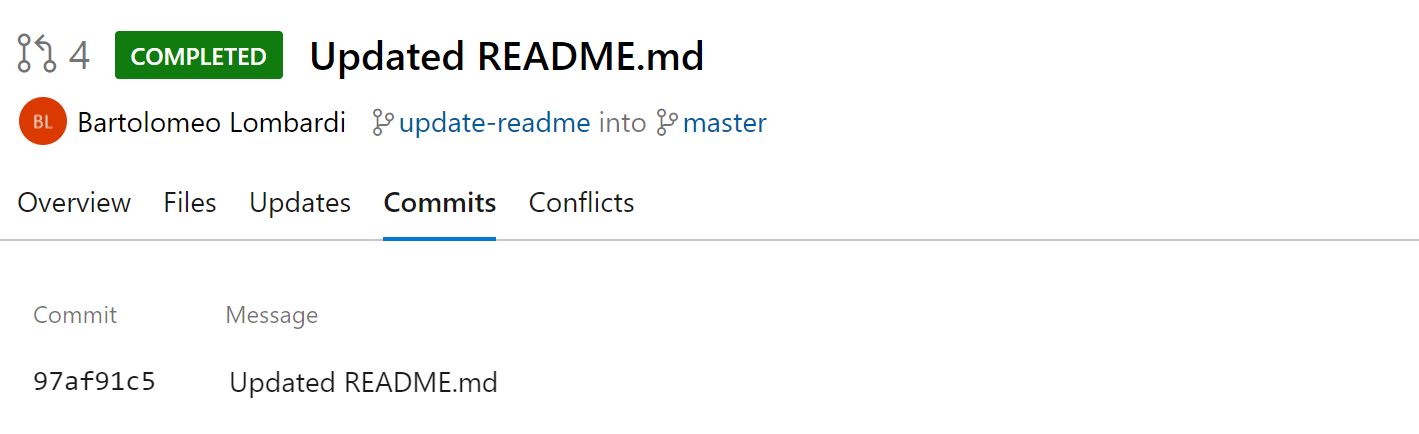 4 COMPLETED Updated README.md
BL Bartolomeo Lombardi update-readme into master
Overview Files Updates Commits Conflicts
Commit Message
97af91c5 Updated README.md